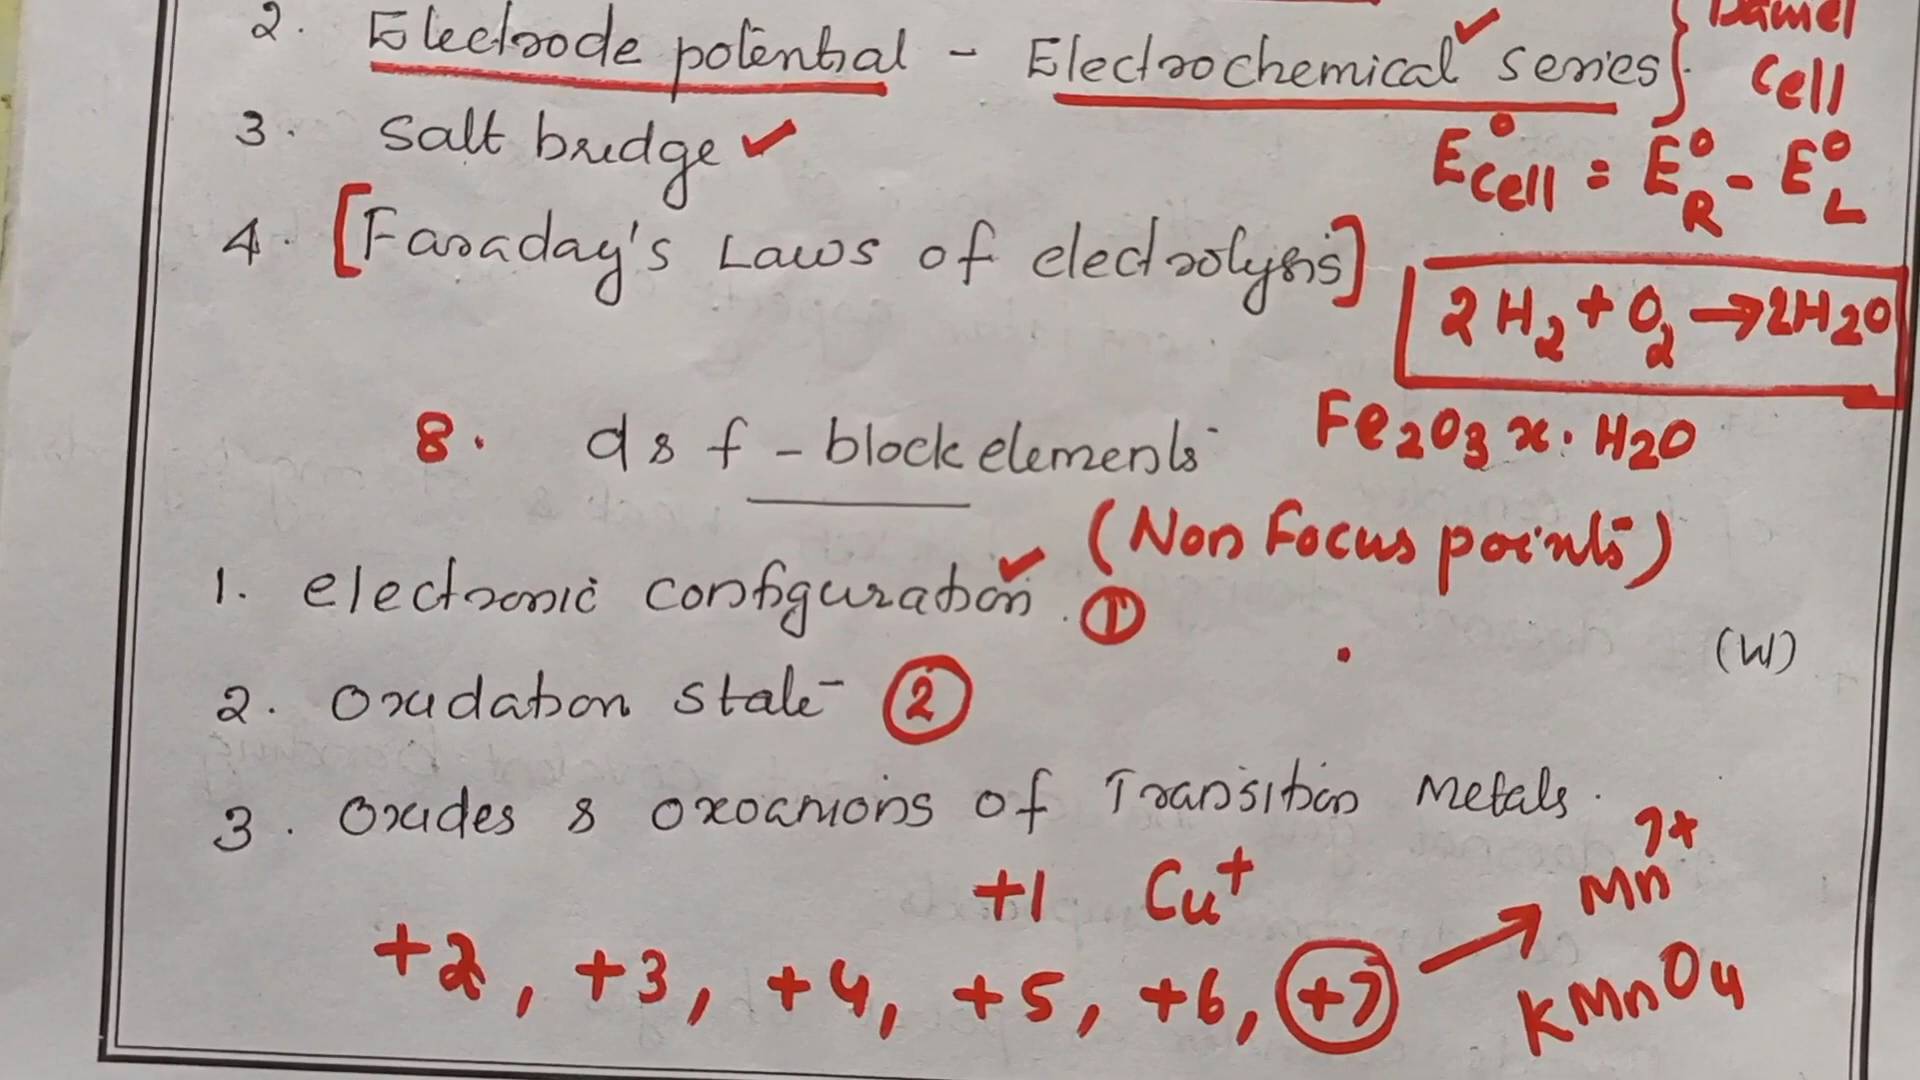 2. Electrode potential - Electrochemical series } Daniel
Cell
3. Salt bridge ✓
E°cell = E°R - E°L
4. [Faraday's Laws of electrolysis]
2H2 + O2 → 2H2O
Fe2O3 x. H2O
8. d & f - block elements
(Non Focus points)
1. electronic configuration. ①
(W)
2. Oxidation state ②
3. Oxides & oxoanions of Transition Metals.
+1 Cu+
Mn7+
+2, +3, +4, +5, +6, +7 →
KMnO4